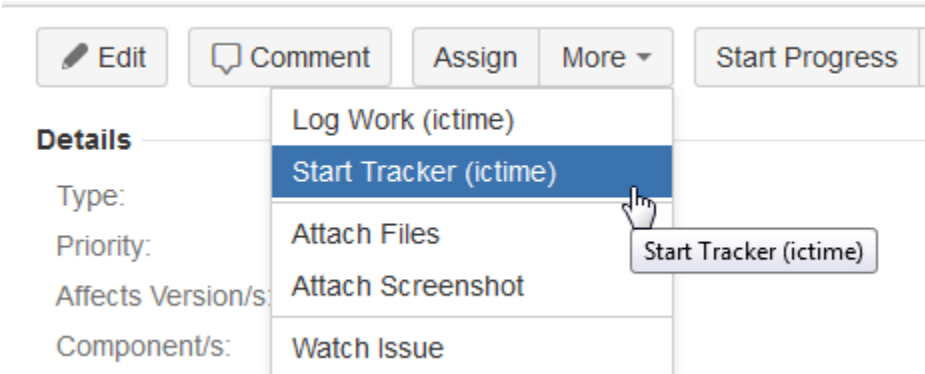 Edit Comment Assign More Start Progress
Log Work (ictime)
Details
Start Tracker (ictime)
Type:
Attach Files
Priority:
Start Tracker (ictime)
Attach Screenshot
Affects Version/s:
Component/s:
Watch Issue